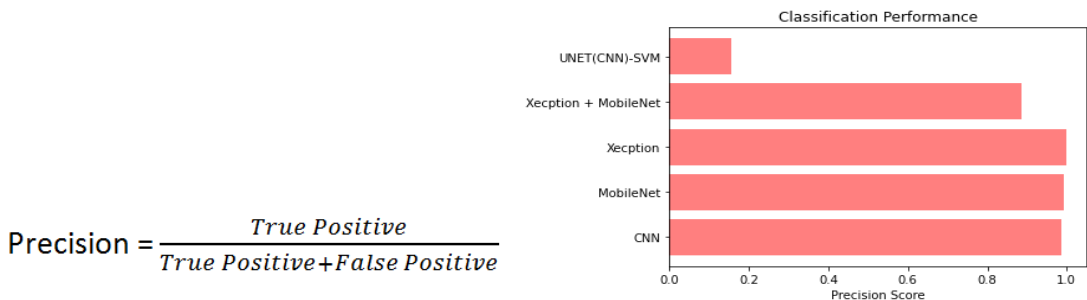 Precision = True Positive / True Positive+False Positive
Classification Performance
UNET(CNN)-SVM
Xecption + MobileNet
Xecption
MobileNet
CNN
0.0 0.2 0.4 0.6 0.8 1.0
Precision Score